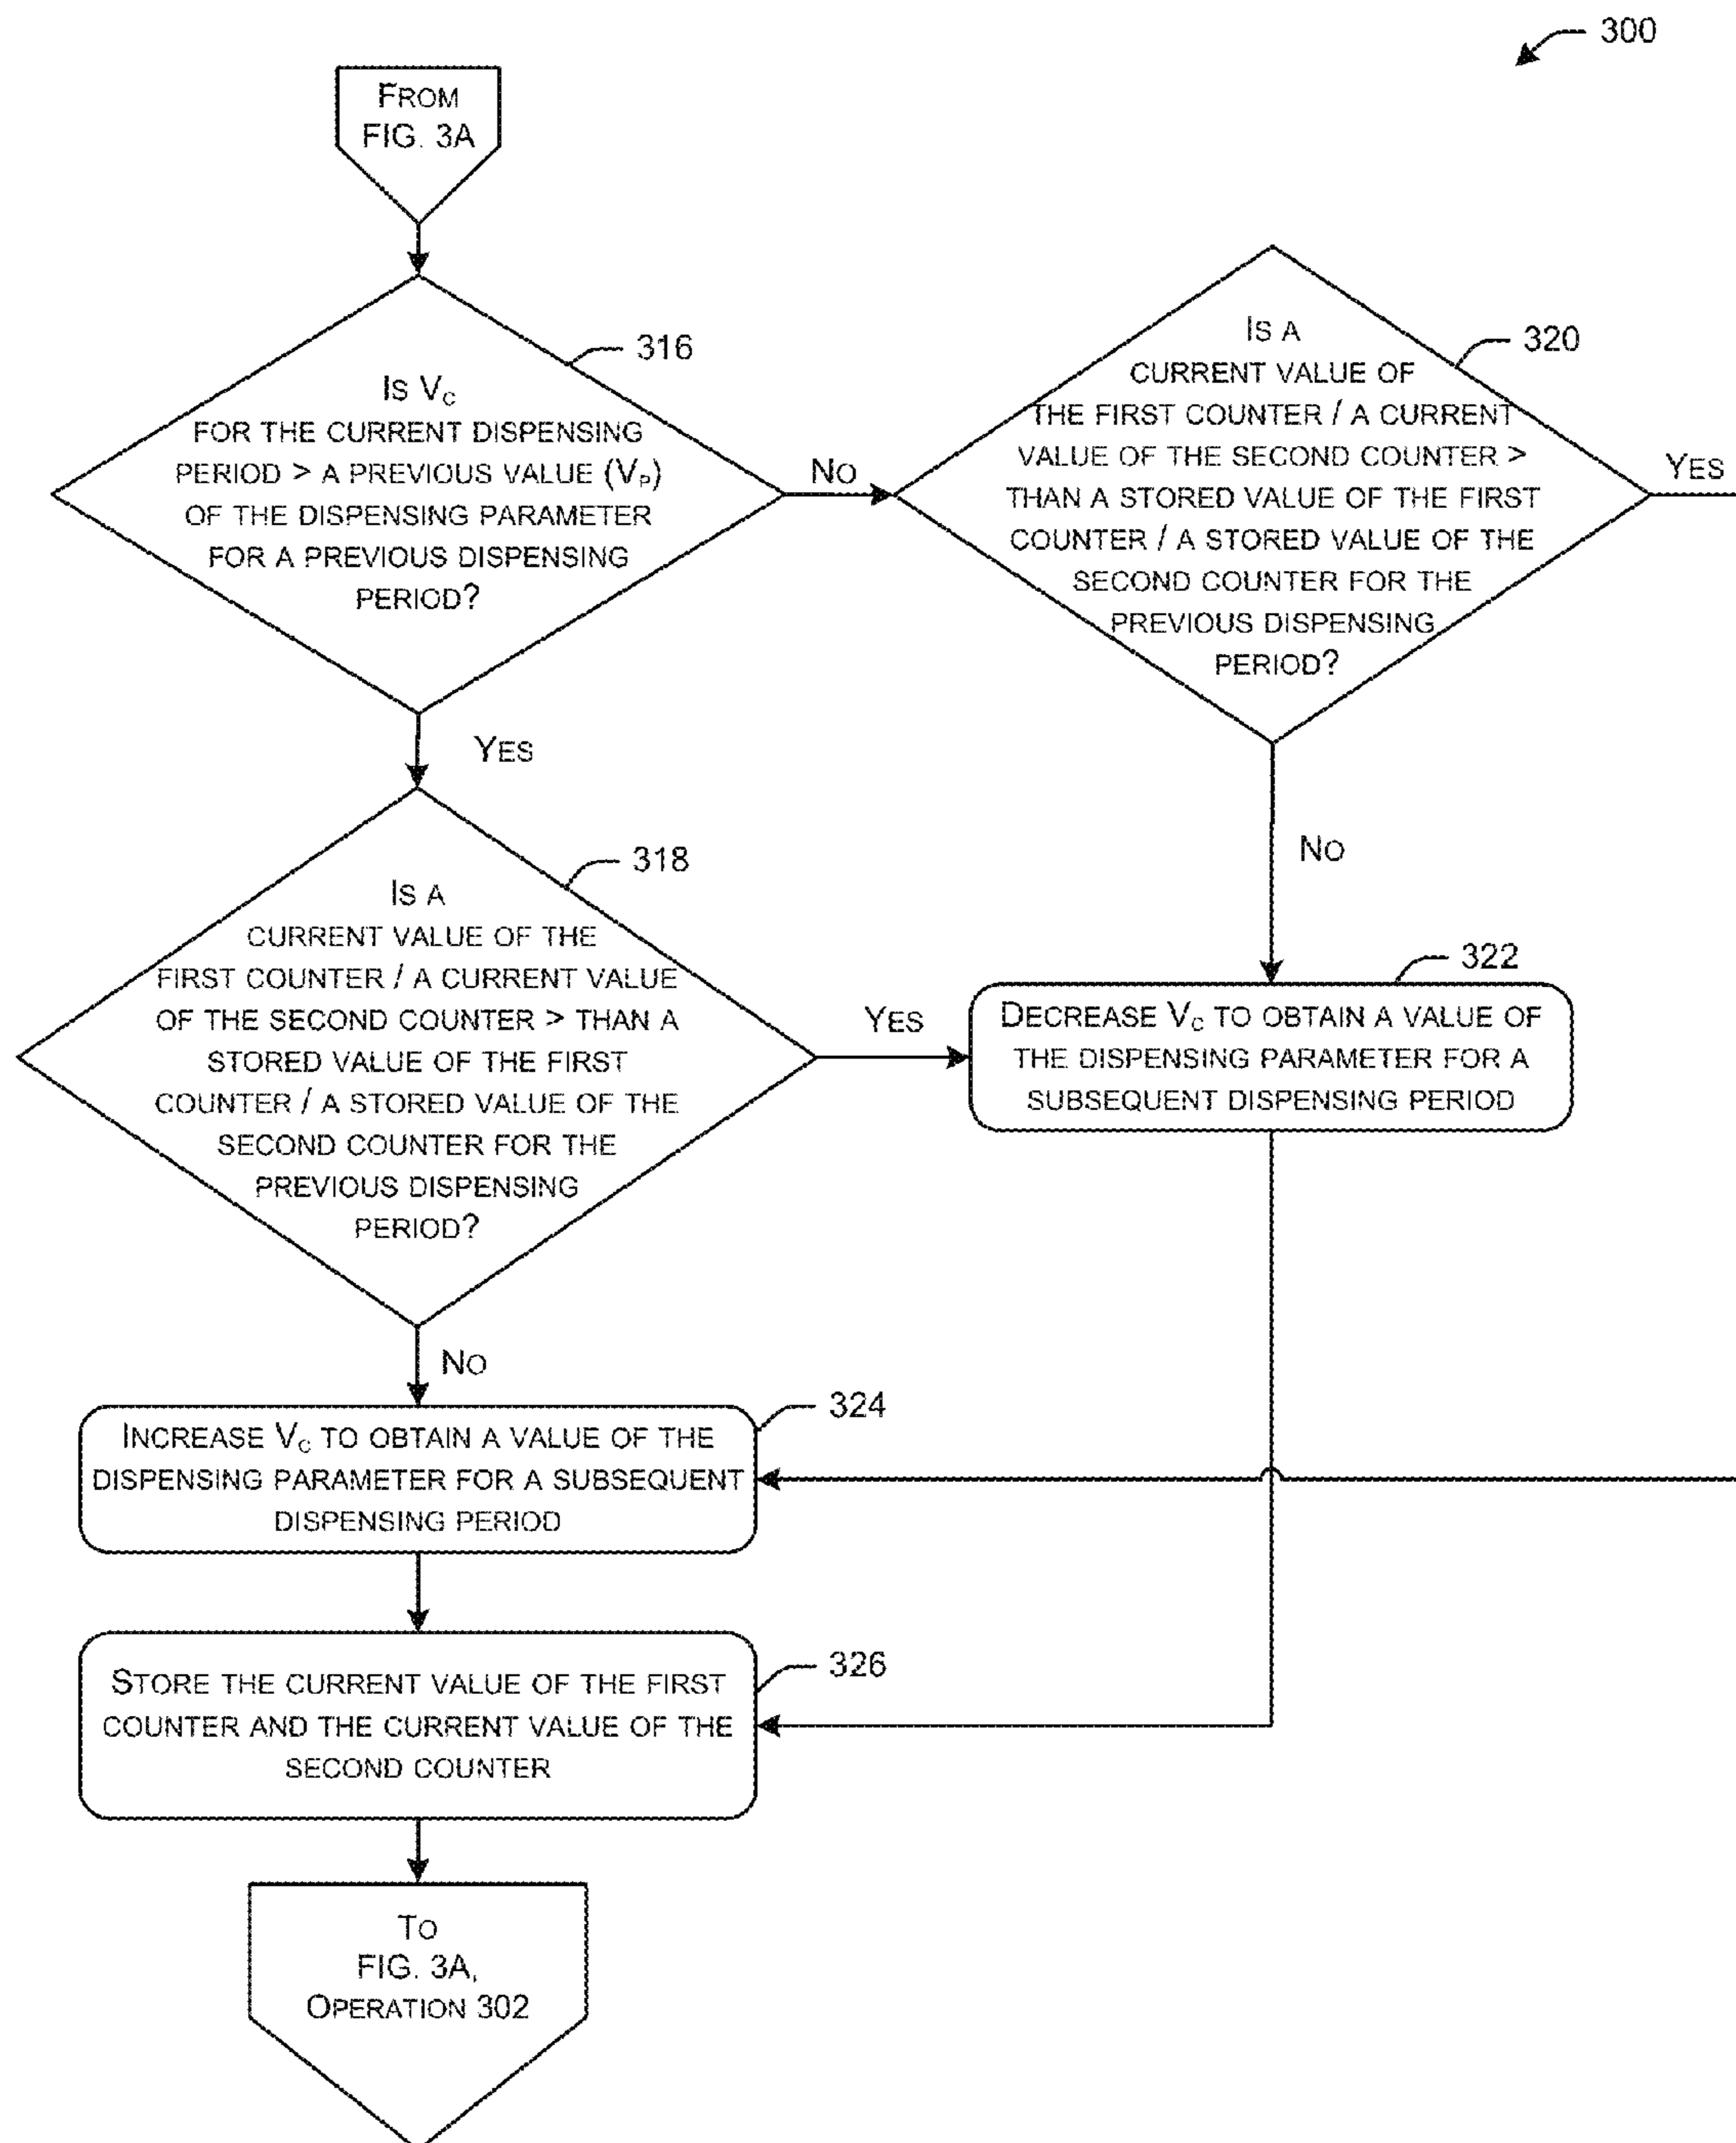 300
FROM
FIG. 3A
316
IS VC
FOR THE CURRENT DISPENSING
PERIOD > A PREVIOUS VALUE (VP)
OF THE DISPENSING PARAMETER
FOR A PREVIOUS DISPENSING
PERIOD?
NO
YES
320
IS A
CURRENT VALUE OF
THE FIRST COUNTER / A CURRENT
VALUE OF THE SECOND COUNTER >
THAN A STORED VALUE OF THE FIRST
COUNTER / A STORED VALUE OF THE
SECOND COUNTER FOR THE
PREVIOUS DISPENSING
PERIOD?
YES
NO
318
IS A
CURRENT VALUE OF THE
FIRST COUNTER / A CURRENT VALUE
OF THE SECOND COUNTER > THAN A
STORED VALUE OF THE FIRST
COUNTER / A STORED VALUE OF THE
SECOND COUNTER FOR THE
PREVIOUS DISPENSING
PERIOD?
YES
NO
322
DECREASE VC TO OBTAIN A VALUE OF
THE DISPENSING PARAMETER FOR A
SUBSEQUENT DISPENSING PERIOD
324
INCREASE VC TO OBTAIN A VALUE OF THE
DISPENSING PARAMETER FOR A SUBSEQUENT
DISPENSING PERIOD
326
STORE THE CURRENT VALUE OF THE FIRST
COUNTER AND THE CURRENT VALUE OF THE
SECOND COUNTER
TO
FIG. 3A,
OPERATION 302